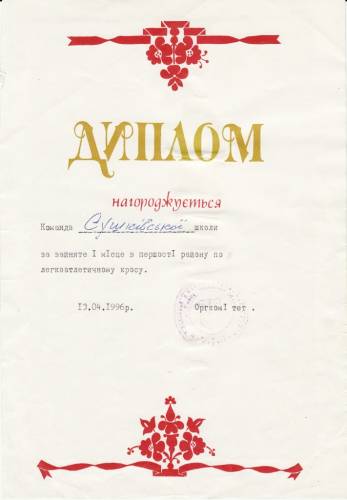 ДИПЛОМ
нагороджується
Команда Сушківської школи
за зайняте I місце в першості району по
легкоатлетичному кросу.
13.04.1996р. Оргкомітет.